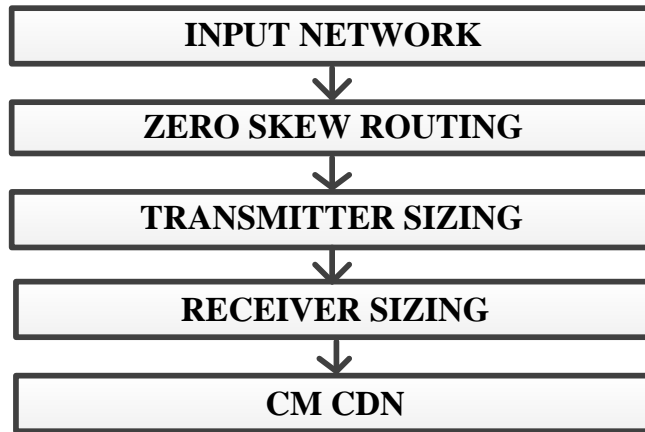 INPUT NETWORK
ZERO SKEW ROUTING
TRANSMITTER SIZING
RECEIVER SIZING
CM CDN